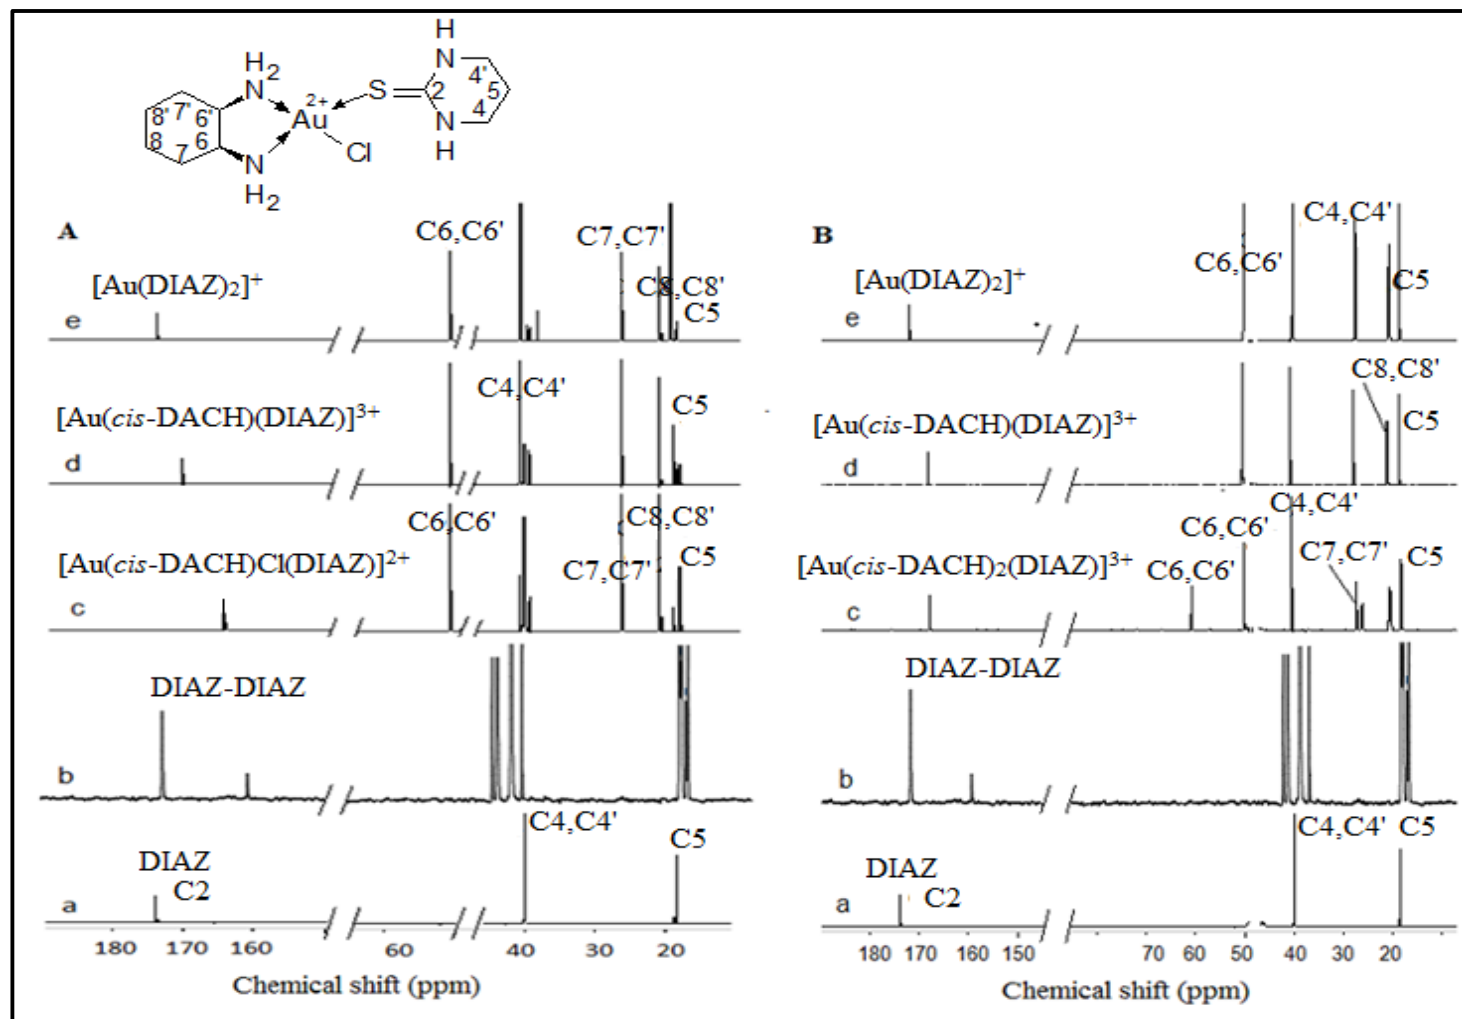 H
H2
N
N
4'
8'
7'
6'
2+
Au
S
2
5
8
7
6
4
N
N
Cl
H
H2
A
C6,C6'
C7,C7'
[Au(DIAZ)2]+
C8,C8'
C5
e
C4,C4'
C5
[Au(cis-DACH)(DIAZ)]3+
d
C6,C6'
C8,C8'
[Au(cis-DACH)Cl(DIAZ)]2+
C7,C7'
C5
c
DIAZ-DIAZ
b
C4,C4'
C5
DIAZ
C2
a
180 170 160 60 40 30 20
Chemical shift (ppm)
B
C4,C4'
C6,C6'
[Au(DIAZ)2]+
C5
e
C8,C8'
[Au(cis-DACH)(DIAZ)]3+
C5
d
C4,C4'
C6,C6'
C7,C7'
[Au(cis-DACH)2(DIAZ)]3+
C6,C6'
C5
c
DIAZ-DIAZ
b
C4,C4' C5
DIAZ
C2
a
180 170 160 150 70 60 50 40 30 20
Chemical shift (ppm)